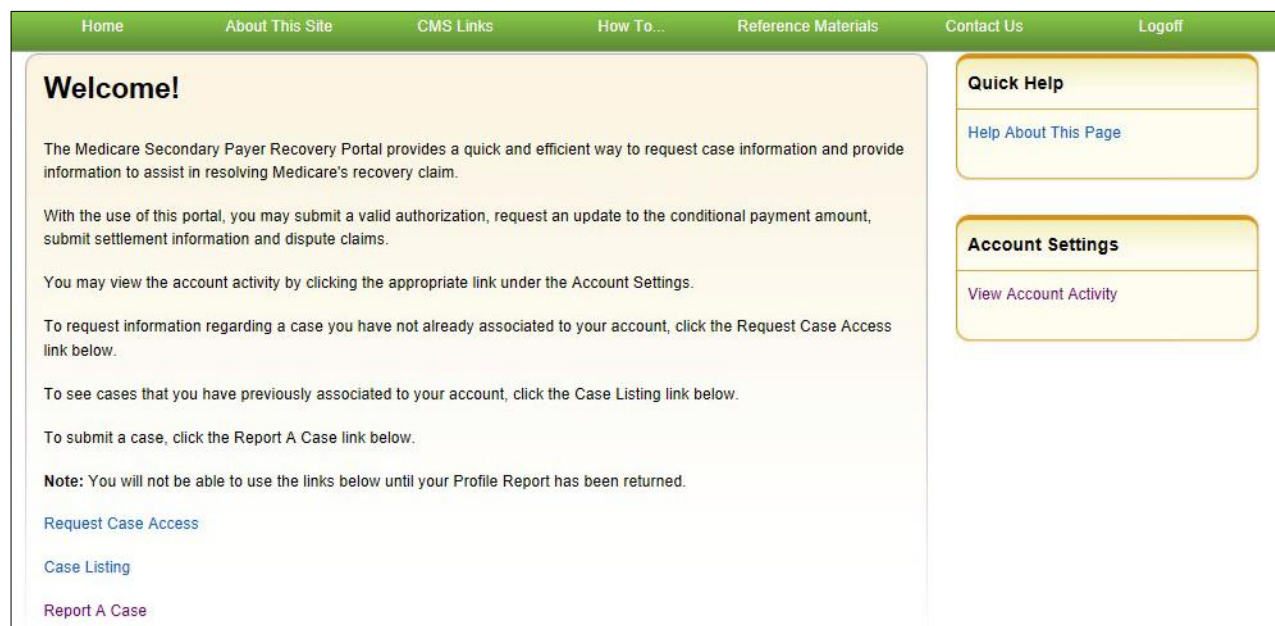 Home About This Site CMS Links How To... Reference Materials Contact Us Logoff
Welcome!
The Medicare Secondary Payer Recovery Portal provides a quick and efficient way to request case information and provide
information to assist in resolving Medicare's recovery claim.
With the use of this portal, you may submit a valid authorization, request an update to the conditional payment amount,
submit settlement information and dispute claims.
You may view the account activity by clicking the appropriate link under the Account Settings.
To request information regarding a case you have not already associated to your account, click the Request Case Access
link below.
To see cases that you have previously associated to your account, click the Case Listing link below.
To submit a case, click the Report A Case link below.
Note: You will not be able to use the links below until your Profile Report has been returned.
Request Case Access
Case Listing
Report A Case
Quick Help
Help About This Page
Account Settings
View Account Activity